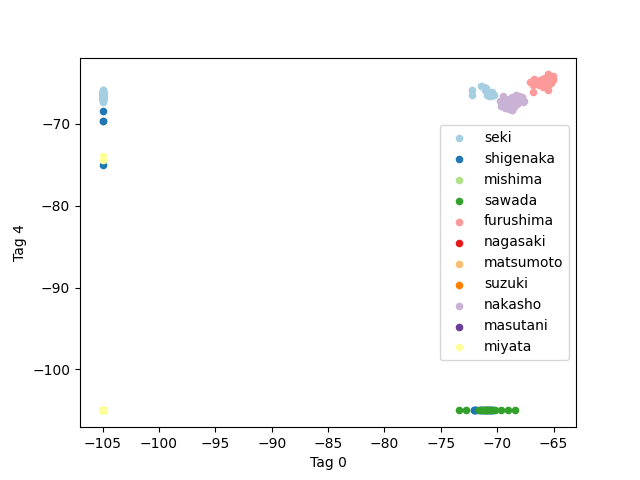 −70
−80
−90
−100
Tag 4
seki
shigenaka
mishima
sawada
furushima
nagasaki
matsumoto
suzuki
nakasho
masutani
miyata
−105 −100 −95 −90 −85 −80 −75 −70 −65
Tag 0